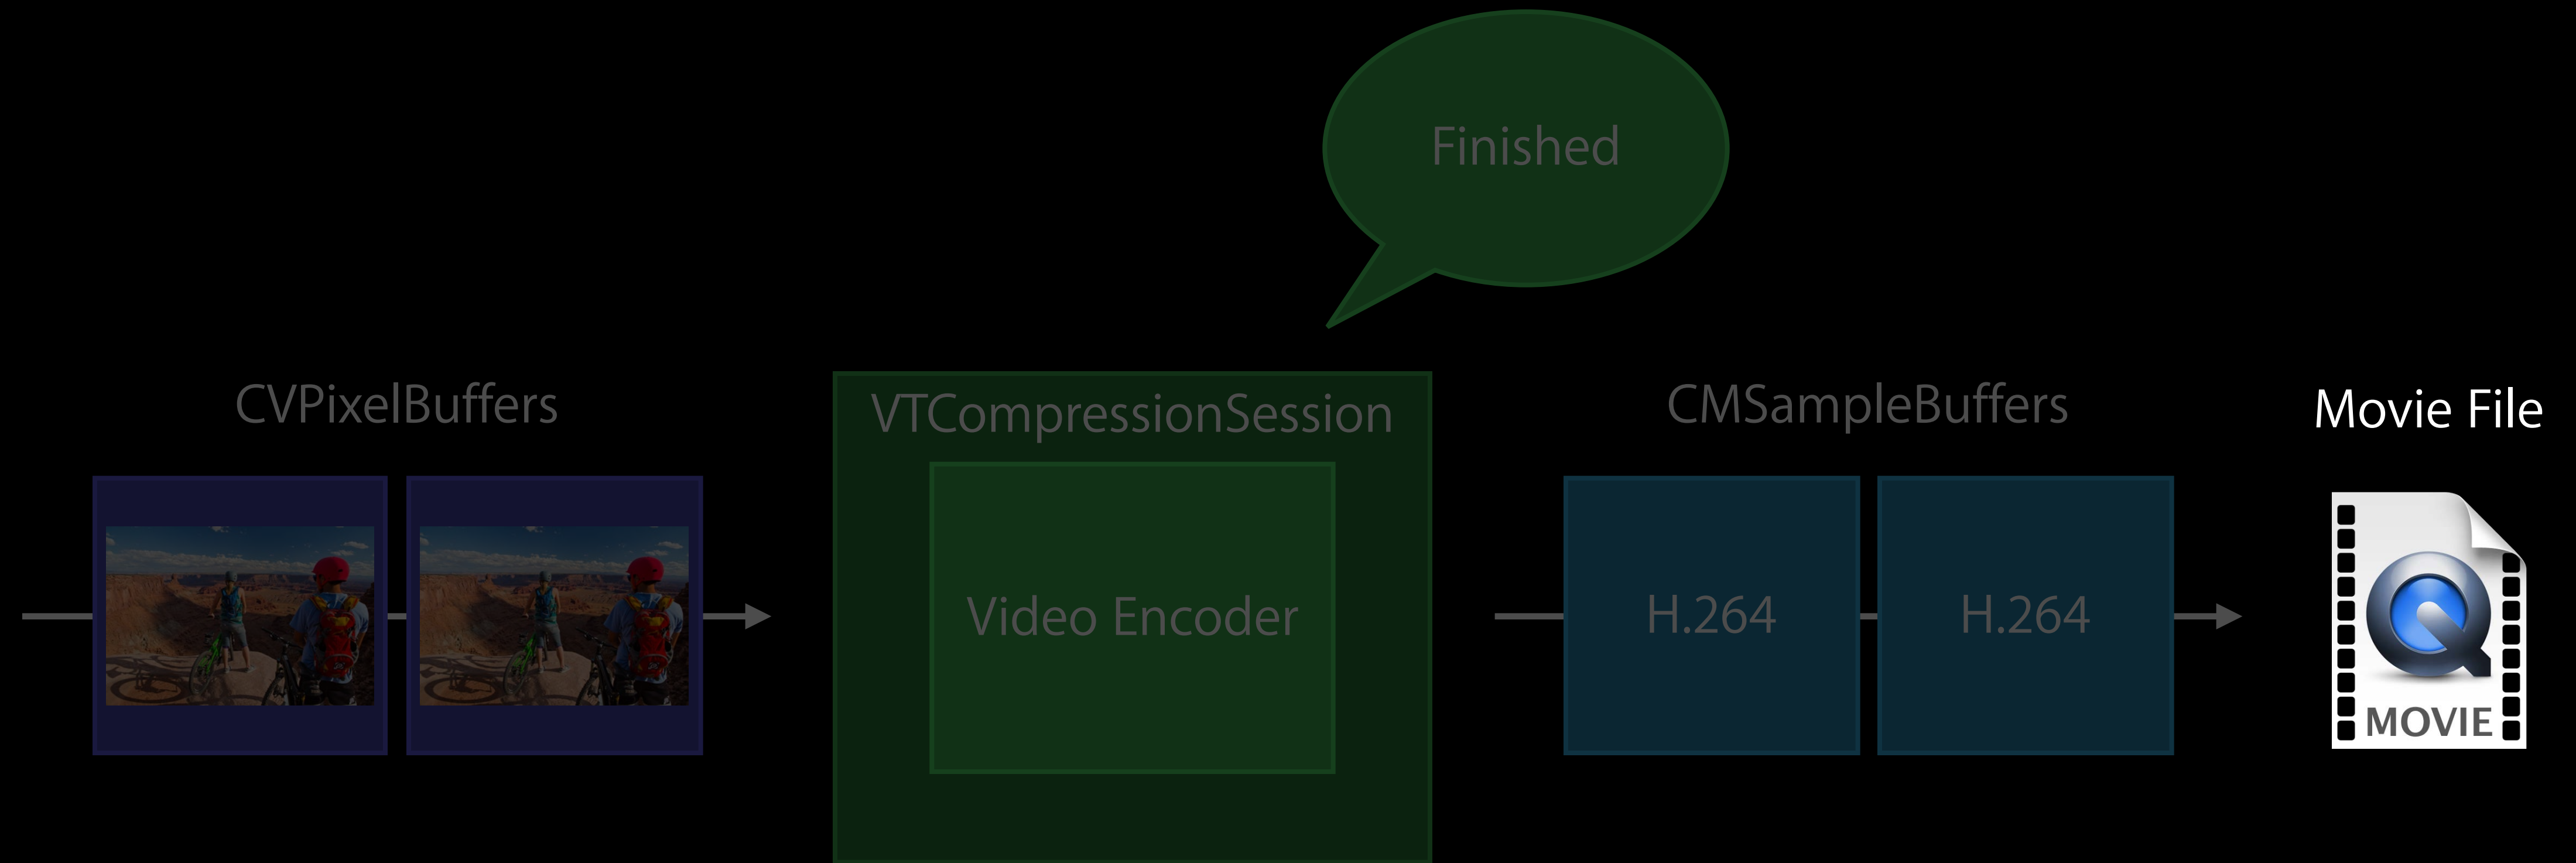 Finished
CVPixelBuffers
VTCompressionSession
Video Encoder
CMSampleBuffers
H.264
H.264
Movie File
MOVIE